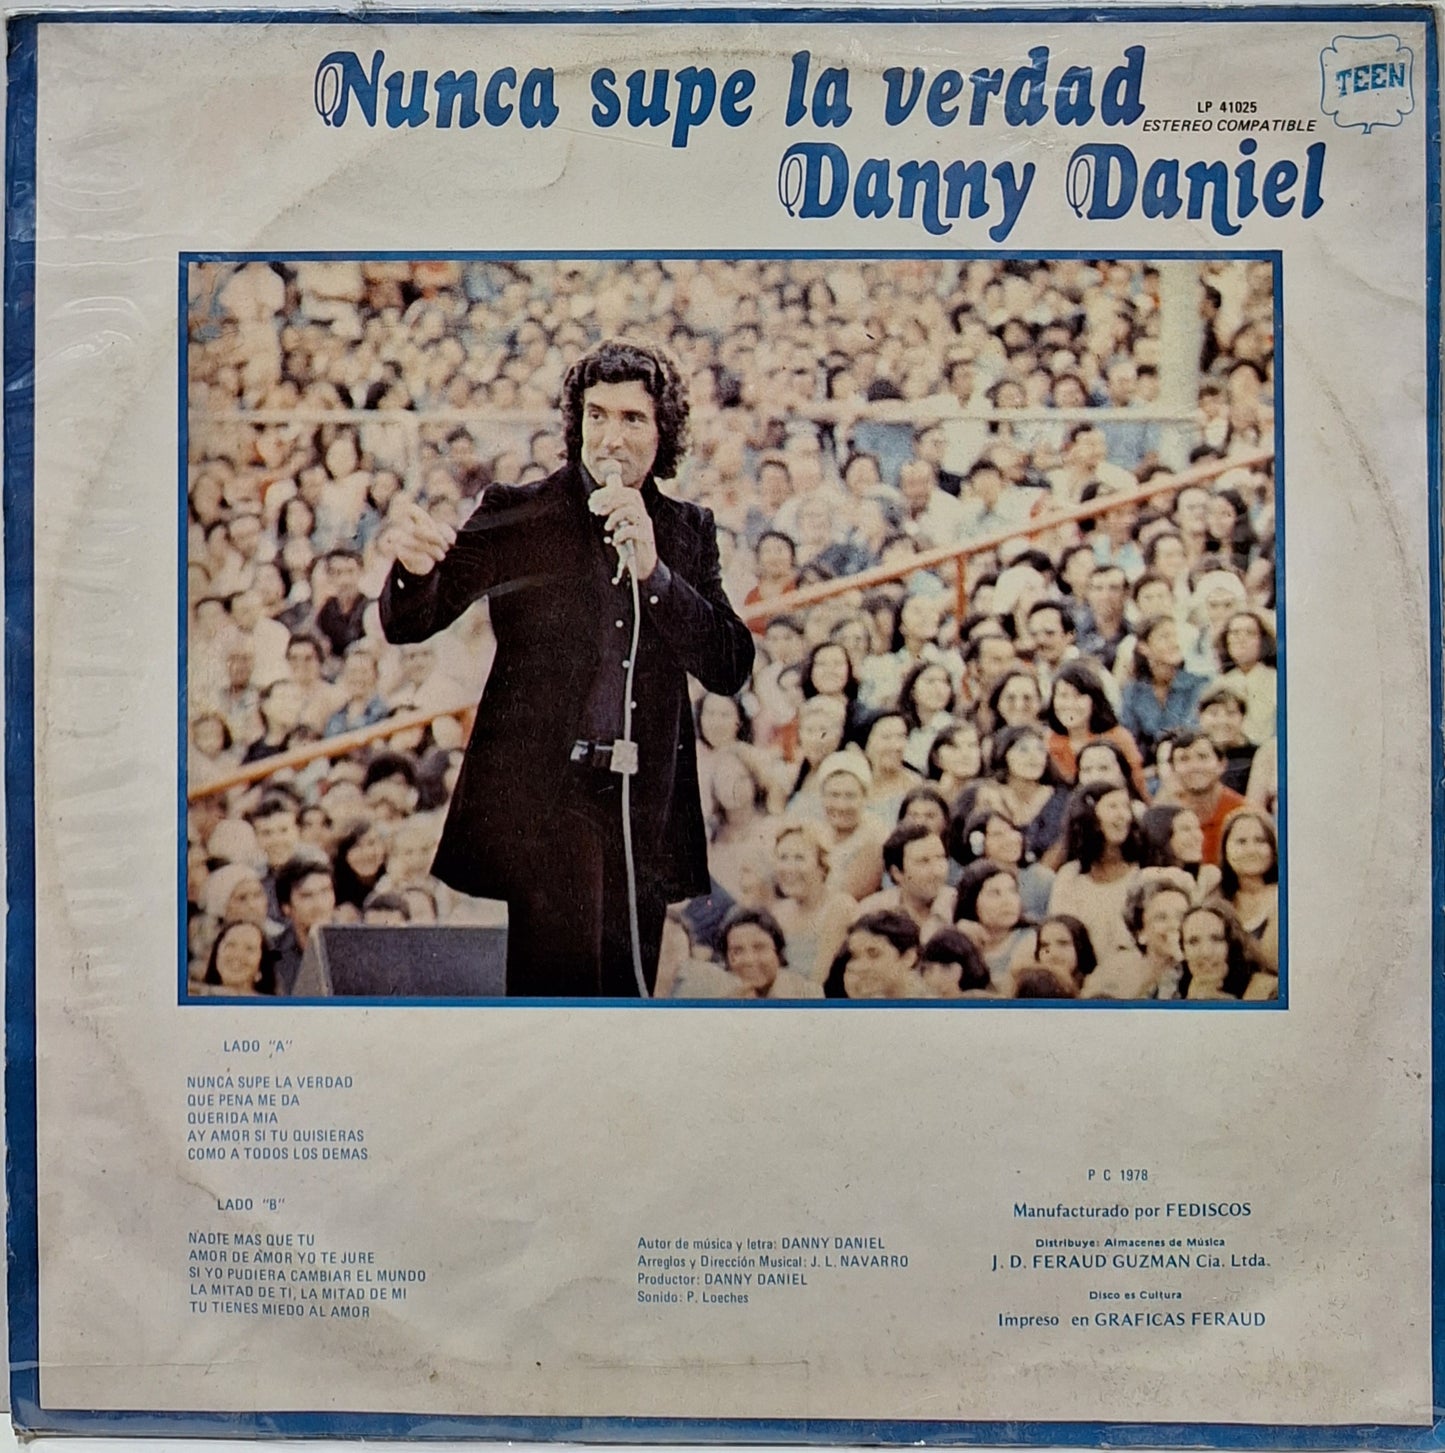 Nunca supe la verdad
TEEN
LP 41025
ESTEREO COMPATIBLE
Danny Daniel
LADO "A"
NUNCA SUPE LA VERDAD
QUE PENA ME DA
QUERIDA MIA
AY AMOR SI TU QUISIERAS
COMO A TODOS LOS DEMAS
LADO "B"
NADIE MAS QUE TU
AMOR DE AMOR YO TE JURE
SI YO PUDIERA CAMBIAR EL MUNDO
LA MITAD DE TI, LA MITAD DE MI
TU TIENES MIEDO AL AMOR
Autor de música y letra: DANNY DANIEL
Arreglos y Dirección Musical: J. L. NAVARRO
Productor: DANNY DANIEL
Sonido: P. Loeches
P C 1978
Manufacturado por FEDISCOS
Distribuye: Almacenes de Música
J. D. FERAUD GUZMAN Cia. Ltda.
Disco es Cultura
Impreso en GRAFICAS FERAUD